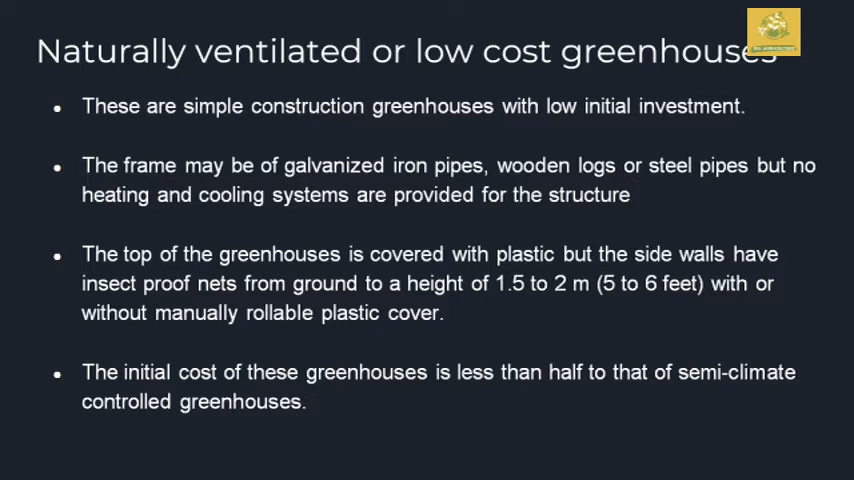 Naturally ventilated or low cost greenhouses
• These are simple construction greenhouses with low initial investment.
• The frame may be of galvanized iron pipes, wooden logs or steel pipes but no
heating and cooling systems are provided for the structure
• The top of the greenhouses is covered with plastic but the side walls have
insect proof nets from ground to a height of 1.5 to 2 m (5 to 6 feet) with or
without manually rollable plastic cover.
• The initial cost of these greenhouses is less than half to that of semi-climate
controlled greenhouses.